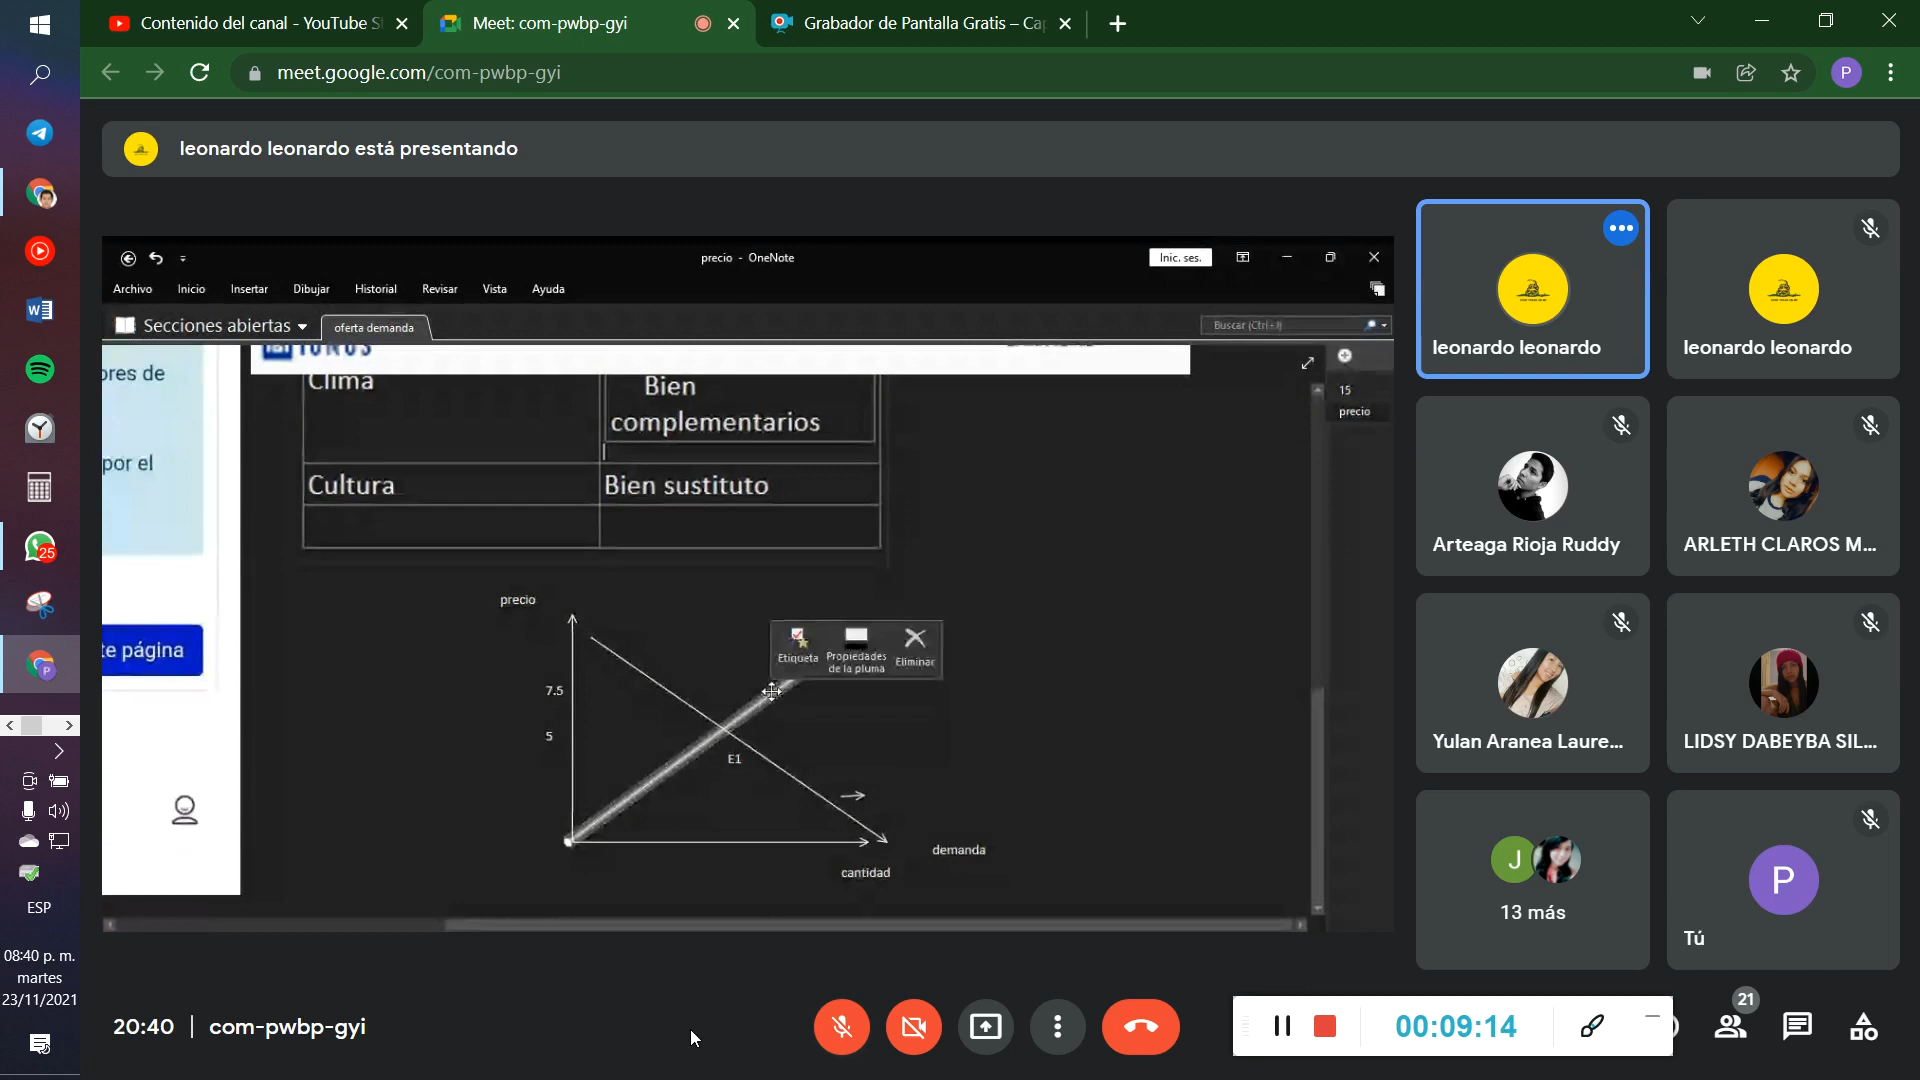 Contenido del canal - YouTube S
Meet: com-pwbp-gyi
Grabador de Pantalla Gratis – Ca
meet.google.com/com-pwbp-gyi
P
leonardo leonardo está presentando
precio - OneNote
Inic. ses.
Archivo
Inicio
Insertar
Dibujar
Historial
Revisar
Vista
Ayuda
Secciones abiertas
oferta demanda
Buscar (Ctrl+J)
ores de
por el
te página
Clima
Bien
complementarios
Cultura
Bien sustituto
15
precio
precio
7.5
5
E1
demanda
cantidad
Etiqueta
Propiedades
de la pluma
Eliminar
leonardo leonardo
leonardo leonardo
Arteaga Rioja Ruddy
ARLETH CLAROS M...
Yulan Aranea Laure...
LIDSY DABEYBA SIL...
J
13 más
P
Tú
25
P
ESP
08:40 p. m.
martes
23/11/2021
20:40
com-pwbp-gyi
00:09:14
21